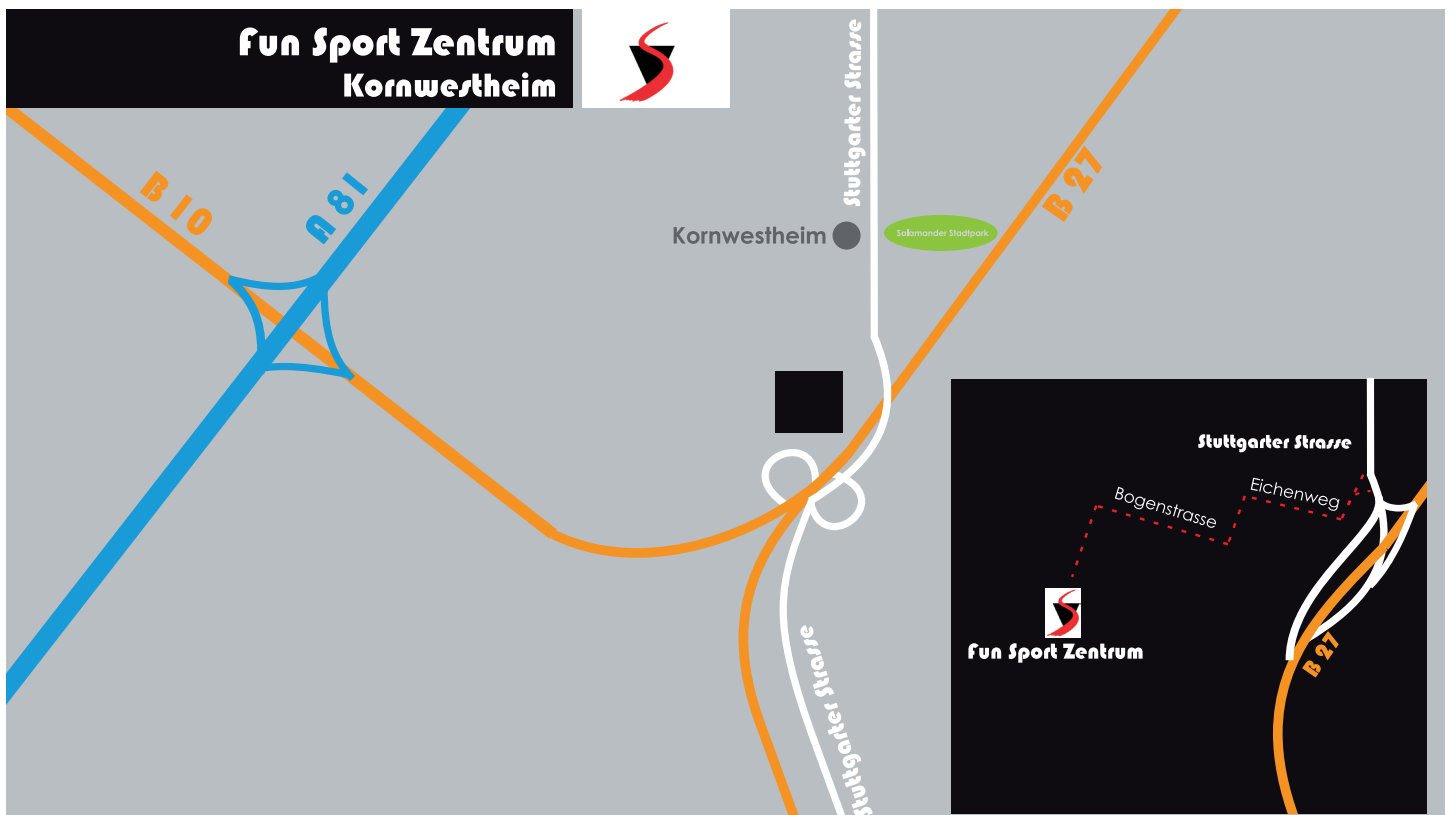 Fun Sport Zentrum
Kornwestheim
Stuttgarter Strasse
B 10
A 81
B 27
Kornwestheim
Salamander Stadtpark
Stuttgarter Strasse
Stuttgarter Strasse
Eichenweg
Bogenstrasse
Fun Sport Zentrum
B 27